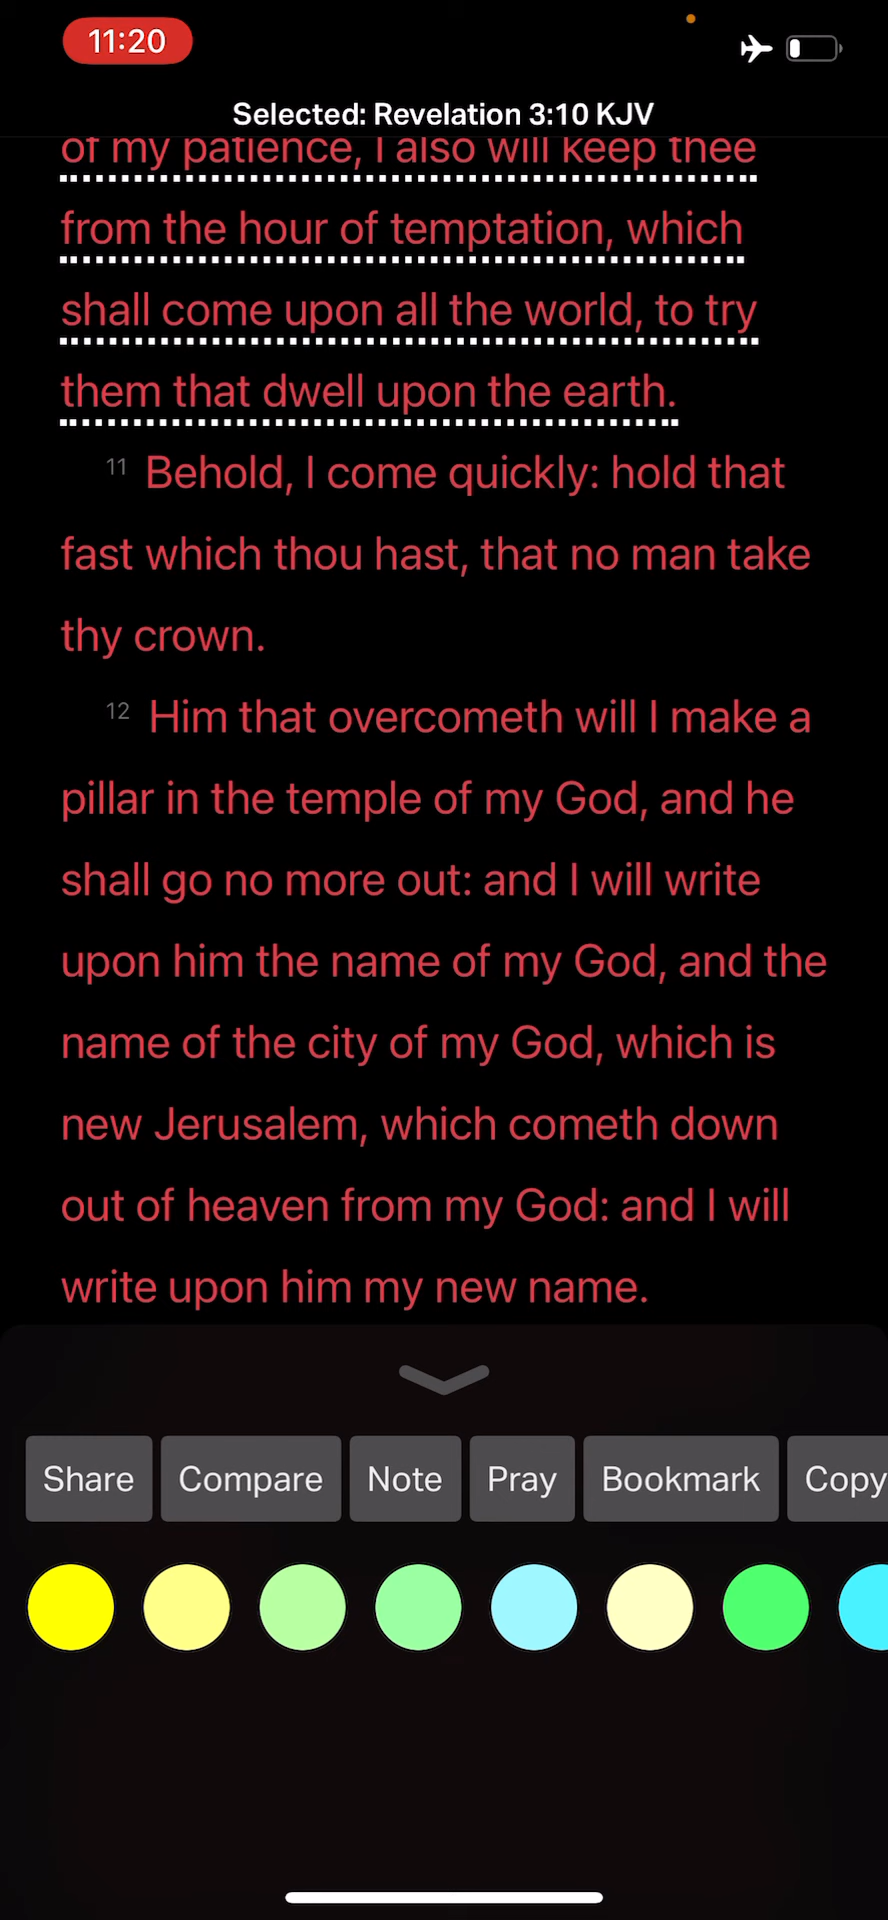 11:20
Selected: Revelation 3:10 KJV
of my patience, I also will keep thee
from the hour of temptation, which
shall come upon all the world, to try
them that dwell upon the earth.
11 Behold, I come quickly: hold that
fast which thou hast, that no man take
thy crown.
12 Him that overcometh will I make a
pillar in the temple of my God, and he
shall go no more out: and I will write
upon him the name of my God, and the
name of the city of my God, which is
new Jerusalem, which cometh down
out of heaven from my God: and I will
write upon him my new name.
Share Compare Note Pray Bookmark Copy